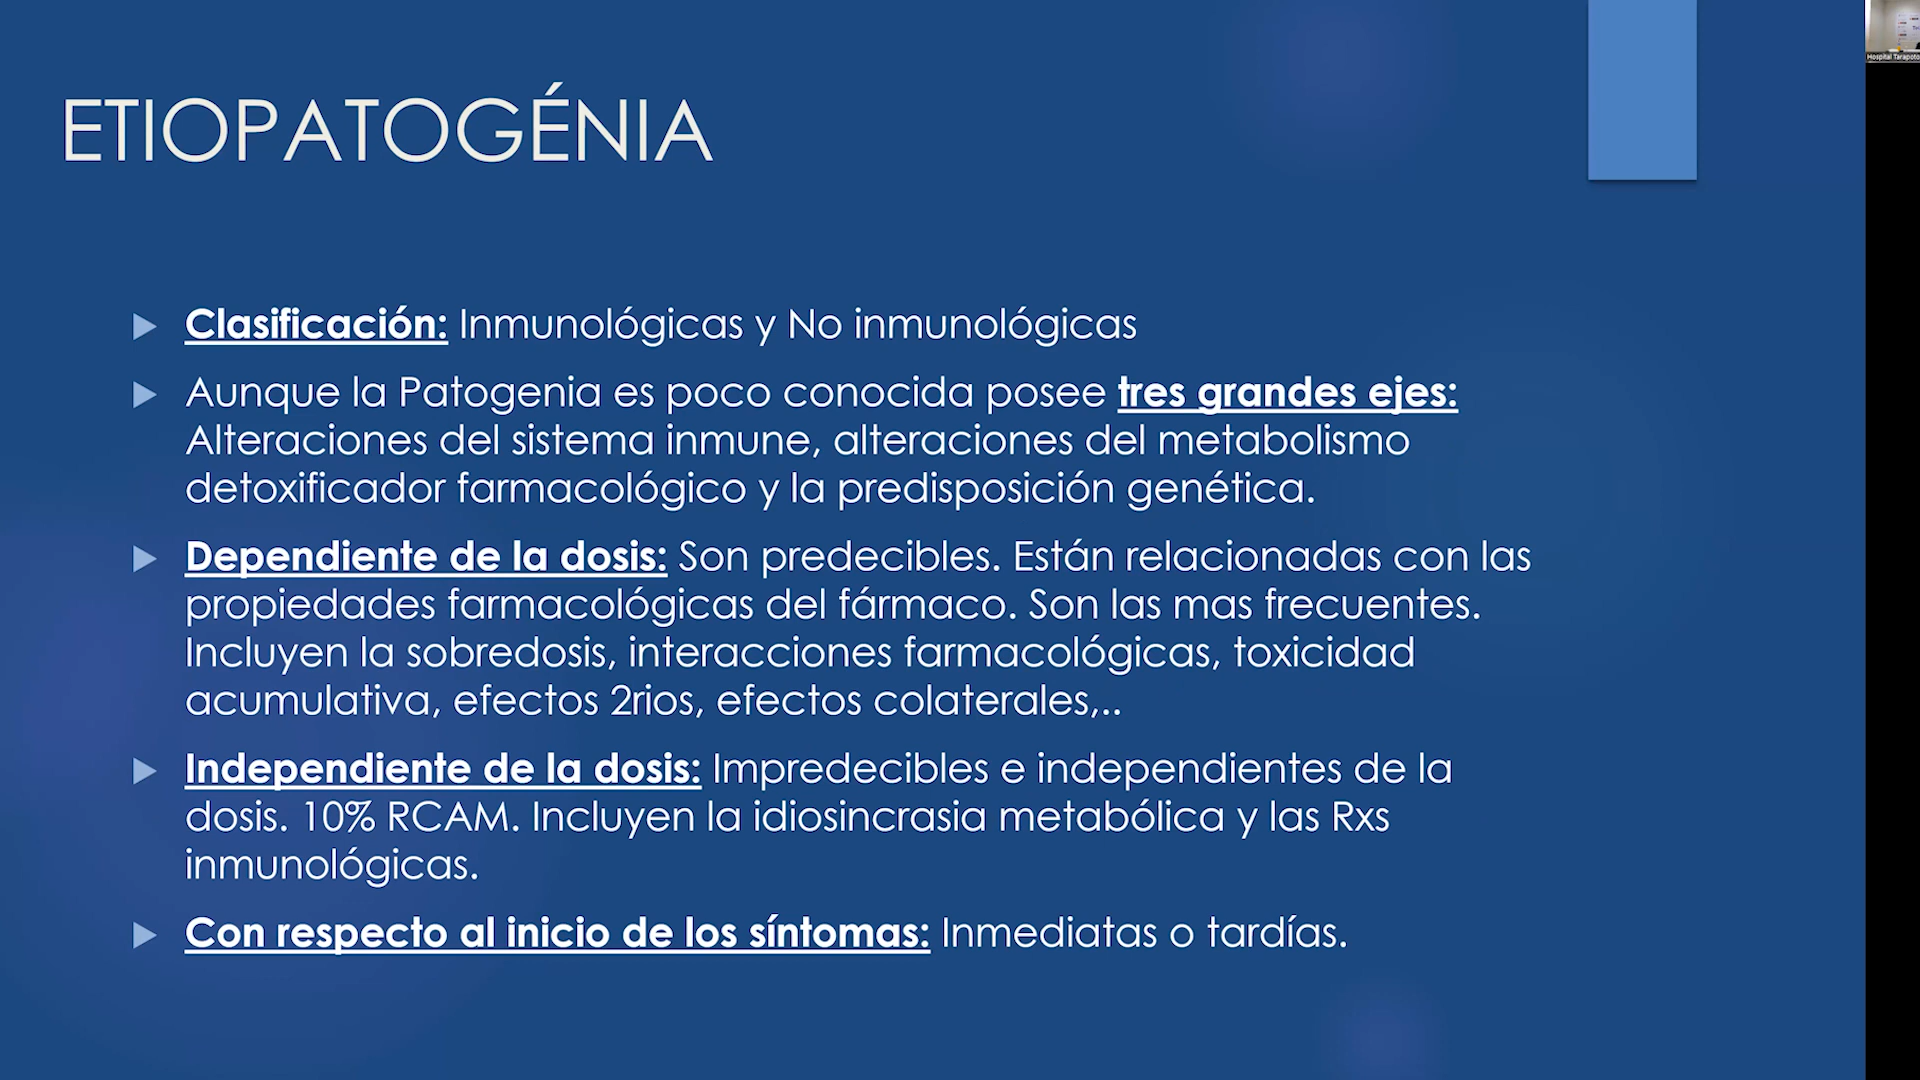 ETIOPATOGÉNIA
Clasificación: Inmunológicas y No inmunológicas
Aunque la Patogenia es poco conocida posee tres grandes ejes:
Alteraciones del sistema inmune, alteraciones del metabolismo
detoxificador farmacológico y la predisposición genética.
Dependiente de la dosis: Son predecibles. Están relacionadas con las
propiedades farmacológicas del fármaco. Son las mas frecuentes.
Incluyen la sobredosis, interacciones farmacológicas, toxicidad
acumulativa, efectos 2rios, efectos colaterales,..
Independiente de la dosis: Impredecibles e independientes de la
dosis. 10% RCAM. Incluyen la idiosincrasia metabólica y las Rxs
inmunológicas.
Con respecto al inicio de los síntomas: Inmediatas o tardías.
Hospital Tarapoto